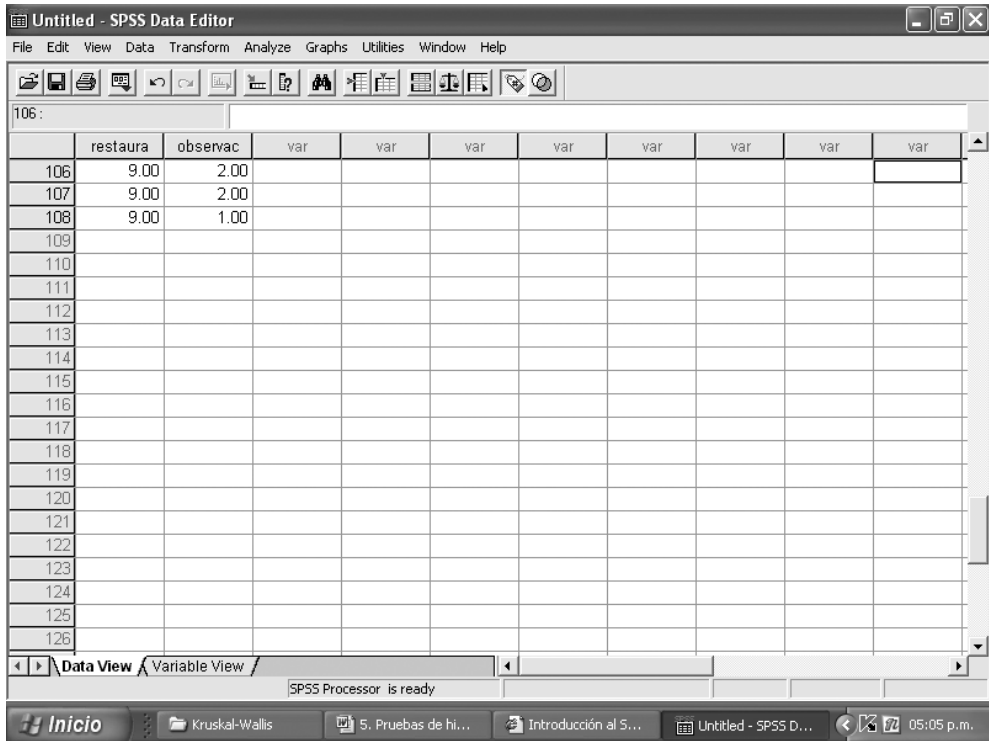 Untitled - SPSS Data Editor
File Edit View Data Transform Analyze Graphs Utilities Window Help
106 :
restaura observac var var var var var var var var
106 9.00 2.00
107 9.00 2.00
108 9.00 1.00
109
110
111
112
113
114
115
116
117
118
119
120
121
122
123
124
125
126
Data View Variable View
SPSS Processor is ready
Inicio Kruskal-Wallis 5. Pruebas de hi... Introducción al S... Untitled - SPSS D... 05:05 p.m.